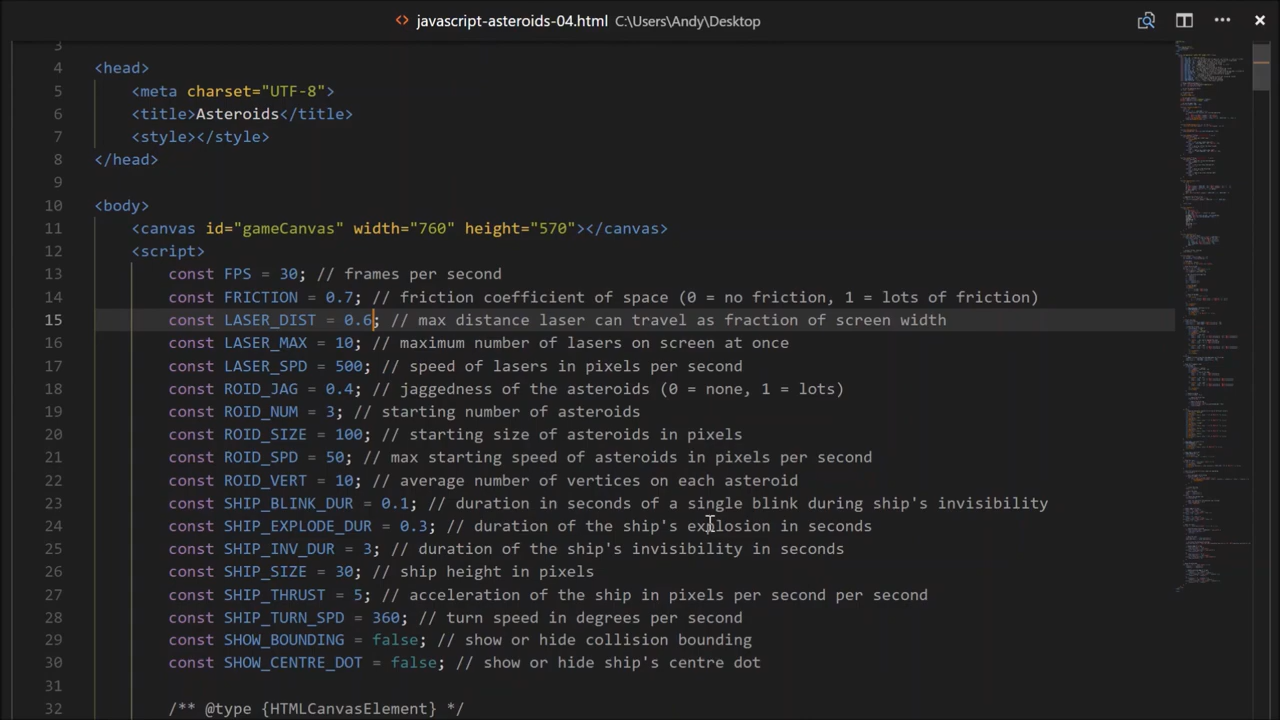 <> javascript-asteroids-04.html C:\Users\Andy\Desktop
3
4 <head>
5 <meta charset="UTF-8">
6 <title>Asteroids</title>
7 <style></style>
8 </head>
9
10 <body>
11 <canvas id="gameCanvas" width="760" height="570"></canvas>
12 <script>
13 const FPS = 30; // frames per second
14 const FRICTION = 0.7; // friction coefficient of space (0 = no friction, 1 = lots of friction)
15 const LASER_DIST = 0.6; // max distance laser can travel as fraction of screen width
16 const LASER_MAX = 10; // maximum number of lasers on screen at once
17 const LASER_SPD = 500; // speed of lasers in pixels per second
18 const ROID_JAG = 0.4; // jaggedness of the asteroids (0 = none, 1 = lots)
19 const ROID_NUM = 3; // starting number of asteroids
20 const ROID_SIZE = 100; // starting size of asteroids in pixels
21 const ROID_SPD = 50; // max starting speed of asteroids in pixels per second
22 const ROID_VERT = 10; // average number of vertices on each asteroid
23 const SHIP_BLINK_DUR = 0.1; // duration in seconds of a single blink during ship's invisibility
24 const SHIP_EXPLODE_DUR = 0.3; // duration of the ship's explosion in seconds
25 const SHIP_INV_DUR = 3; // duration of the ship's invisibility in seconds
26 const SHIP_SIZE = 30; // ship height in pixels
27 const SHIP_THRUST = 5; // acceleration of the ship in pixels per second per second
28 const SHIP_TURN_SPD = 360; // turn speed in degrees per second
29 const SHOW_BOUNDING = false; // show or hide collision bounding
30 const SHOW_CENTRE_DOT = false; // show or hide ship's centre dot
31
32 /** @type {HTMLCanvasElement} */